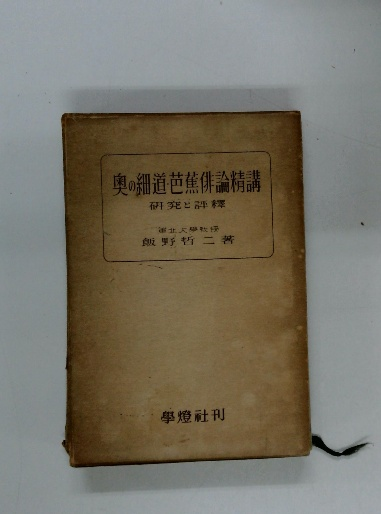 奥の細道・芭蕉俳論精講
研究と評釋
東北大學教授
飯野哲二著
學燈社刊